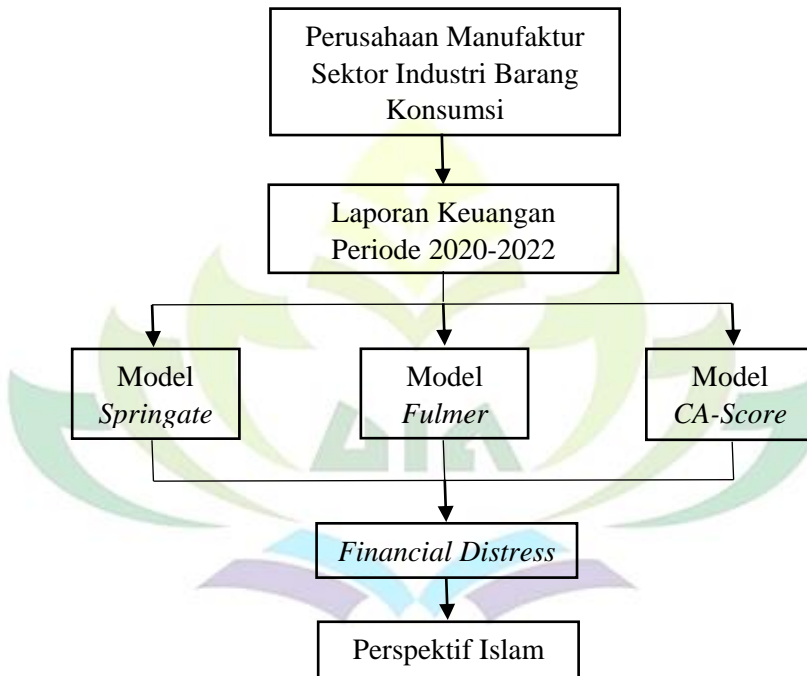 Perusahaan Manufaktur
Sektor Industri Barang
Konsumsi
Laporan Keuangan
Periode 2020-2022
Model
Springate
Model
Fulmer
Model
CA-Score
Financial Distress
Perspektif Islam